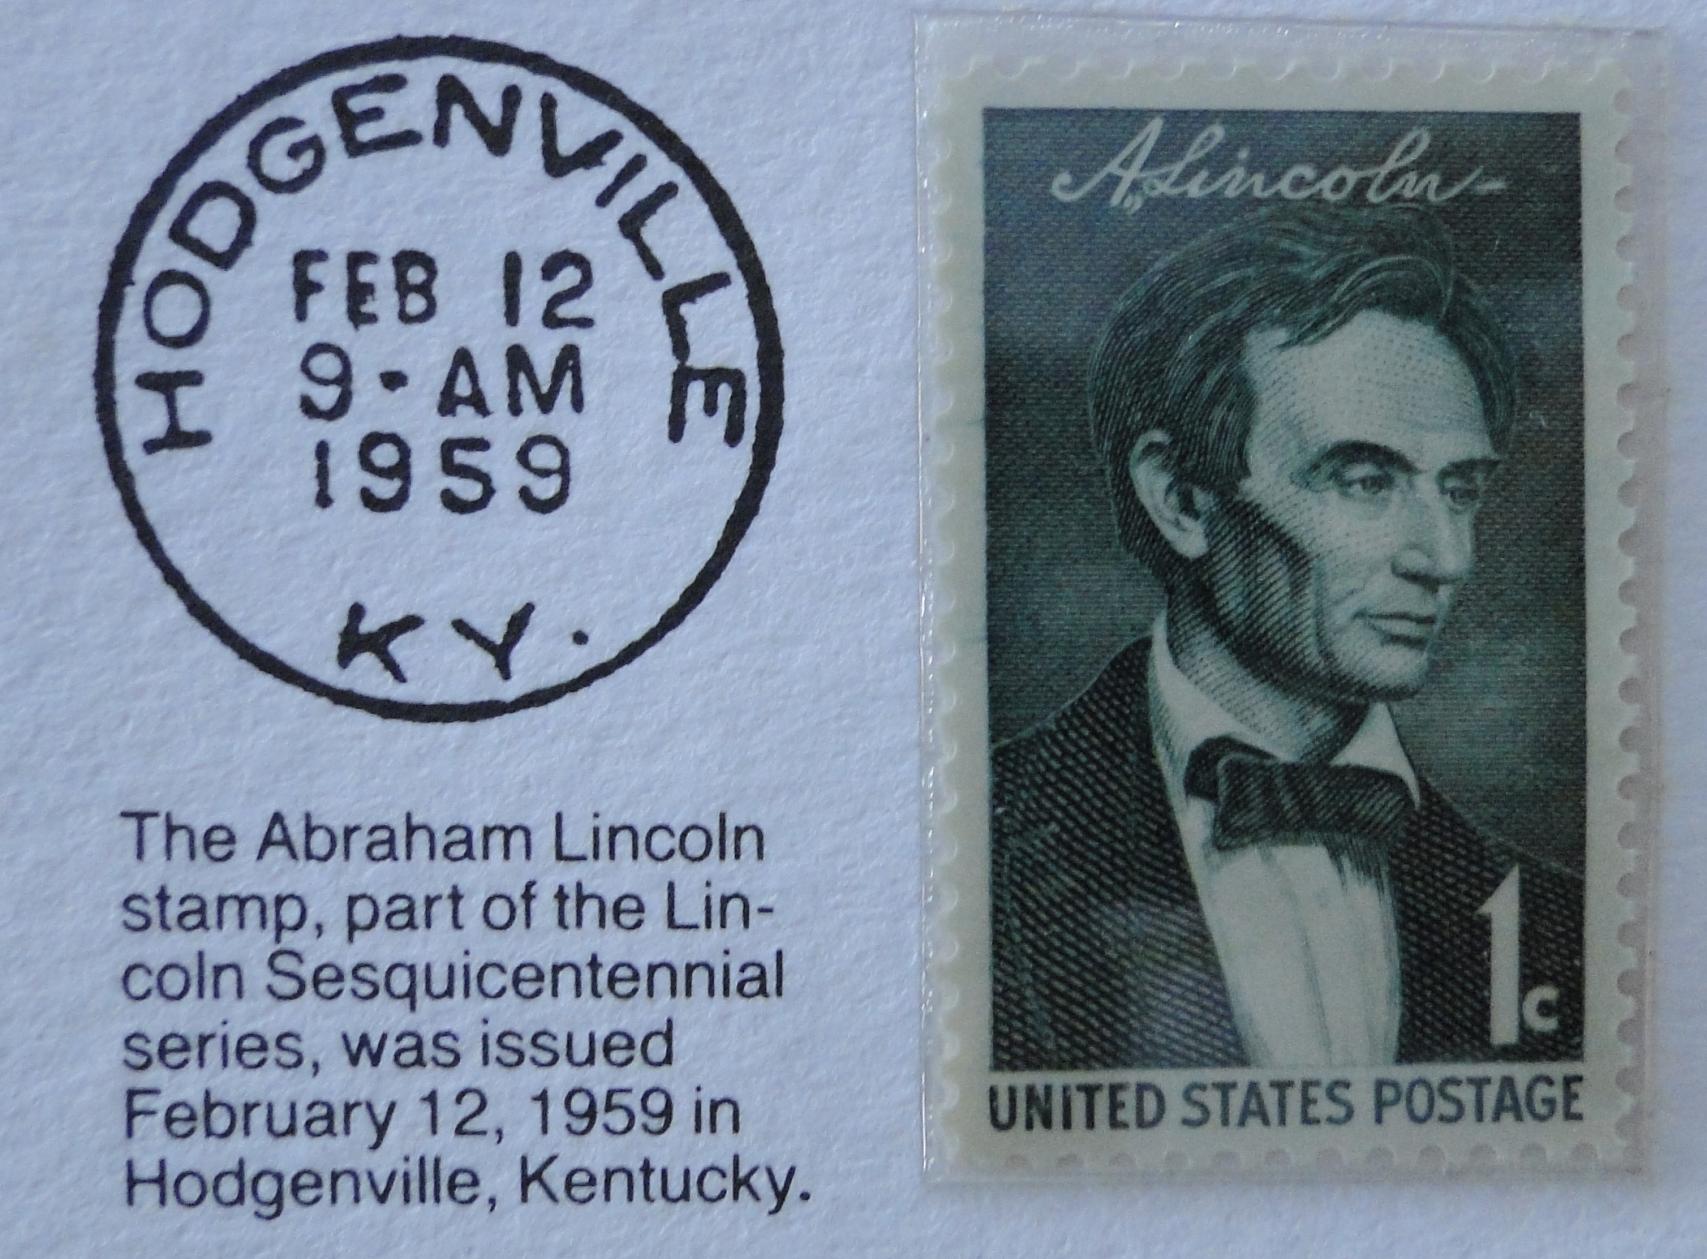 HODGENVILLE
FEB 12
9-AM
1959
KY.
The Abraham Lincoln
stamp, part of the Lin-
coln Sesquicentennial
series, was issued
February 12, 1959 in
Hodgenville, Kentucky.
A. Lincoln-
1c
UNITED STATES POSTAGE